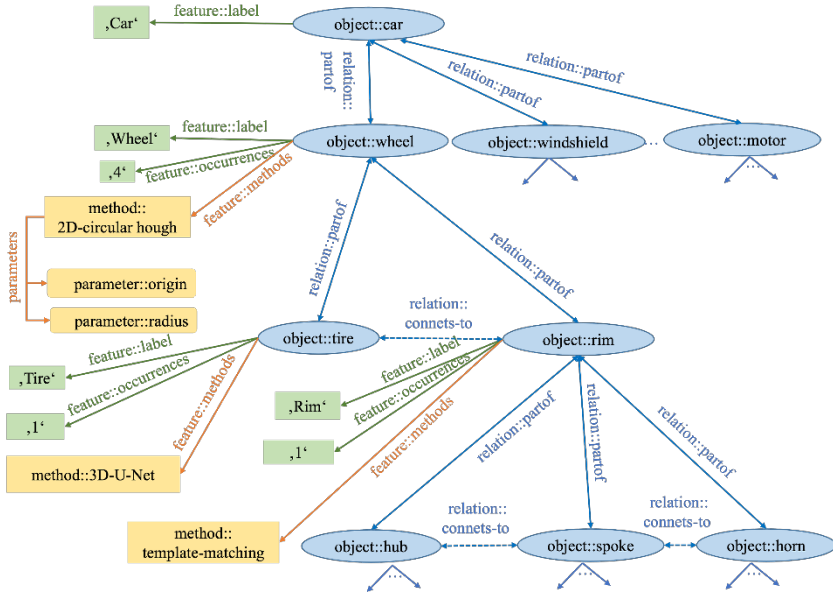 ‚Car‘
feature::label
object::car
relation::
partof
relation::partof
relation::partof
‚Wheel‘
feature::label
object::wheel
object::windshield
...
object::motor
‚4‘
feature::occurrences
feature::methods
...
...
method::
2D-circular hough
parameters
parameter::origin
parameter::radius
relation::partof
relation::partof
object::tire
relation::
connets-to
object::rim
feature::label
‚Tire‘
feature::occurrences
‚1‘
feature::methods
method::3D-U-Net
feature::label
‚Rim‘
feature::occurrences
‚1‘
feature::methods
method::
template-matching
relation::partof
relation::partof
relation::partof
object::hub
relation::
connets-to
object::spoke
relation::
connets-to
object::horn
...
...
...